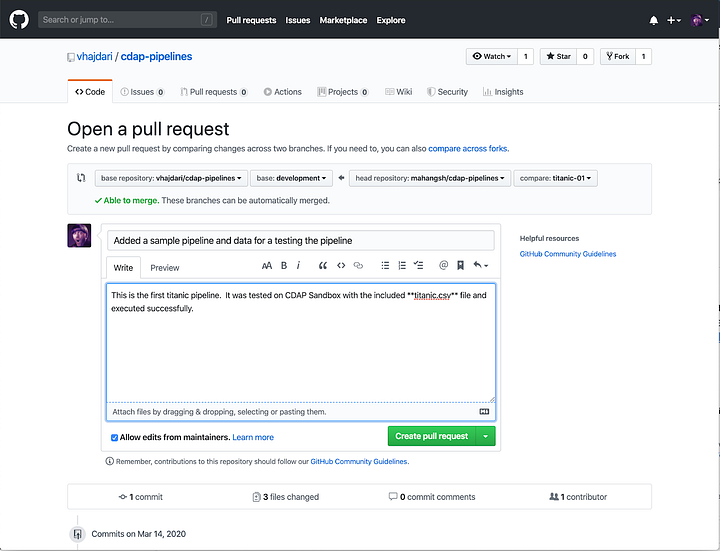 Search or jump to... /
Pull requests Issues Marketplace Explore
vhajdari / cdap-pipelines
Watch 1 Star 0 Fork 1
Code Issues 0 Pull requests 0 Actions Projects 0 Wiki Security Insights
Open a pull request
Create a new pull request by comparing changes across two branches. If you need to, you can also compare across forks.
base repository: vhajdari/cdap-pipelines base: development head repository: mahangsh/cdap-pipelines compare: titanic-01
Able to merge. These branches can be automatically merged.
Added a sample pipeline and data for a testing the pipeline
Helpful resources
GitHub Community Guidelines
Write Preview
AA B i “ <> @
This is the first titanic pipeline. It was tested on CDAP Sandbox with the included **titanic.csv** file and
executed successfully.
Attach files by dragging & dropping, selecting or pasting them.
Allow edits from maintainers. Learn more
Create pull request
Remember, contributions to this repository should follow our GitHub Community Guidelines.
1 commit 3 files changed 0 commit comments 1 contributor
Commits on Mar 14, 2020